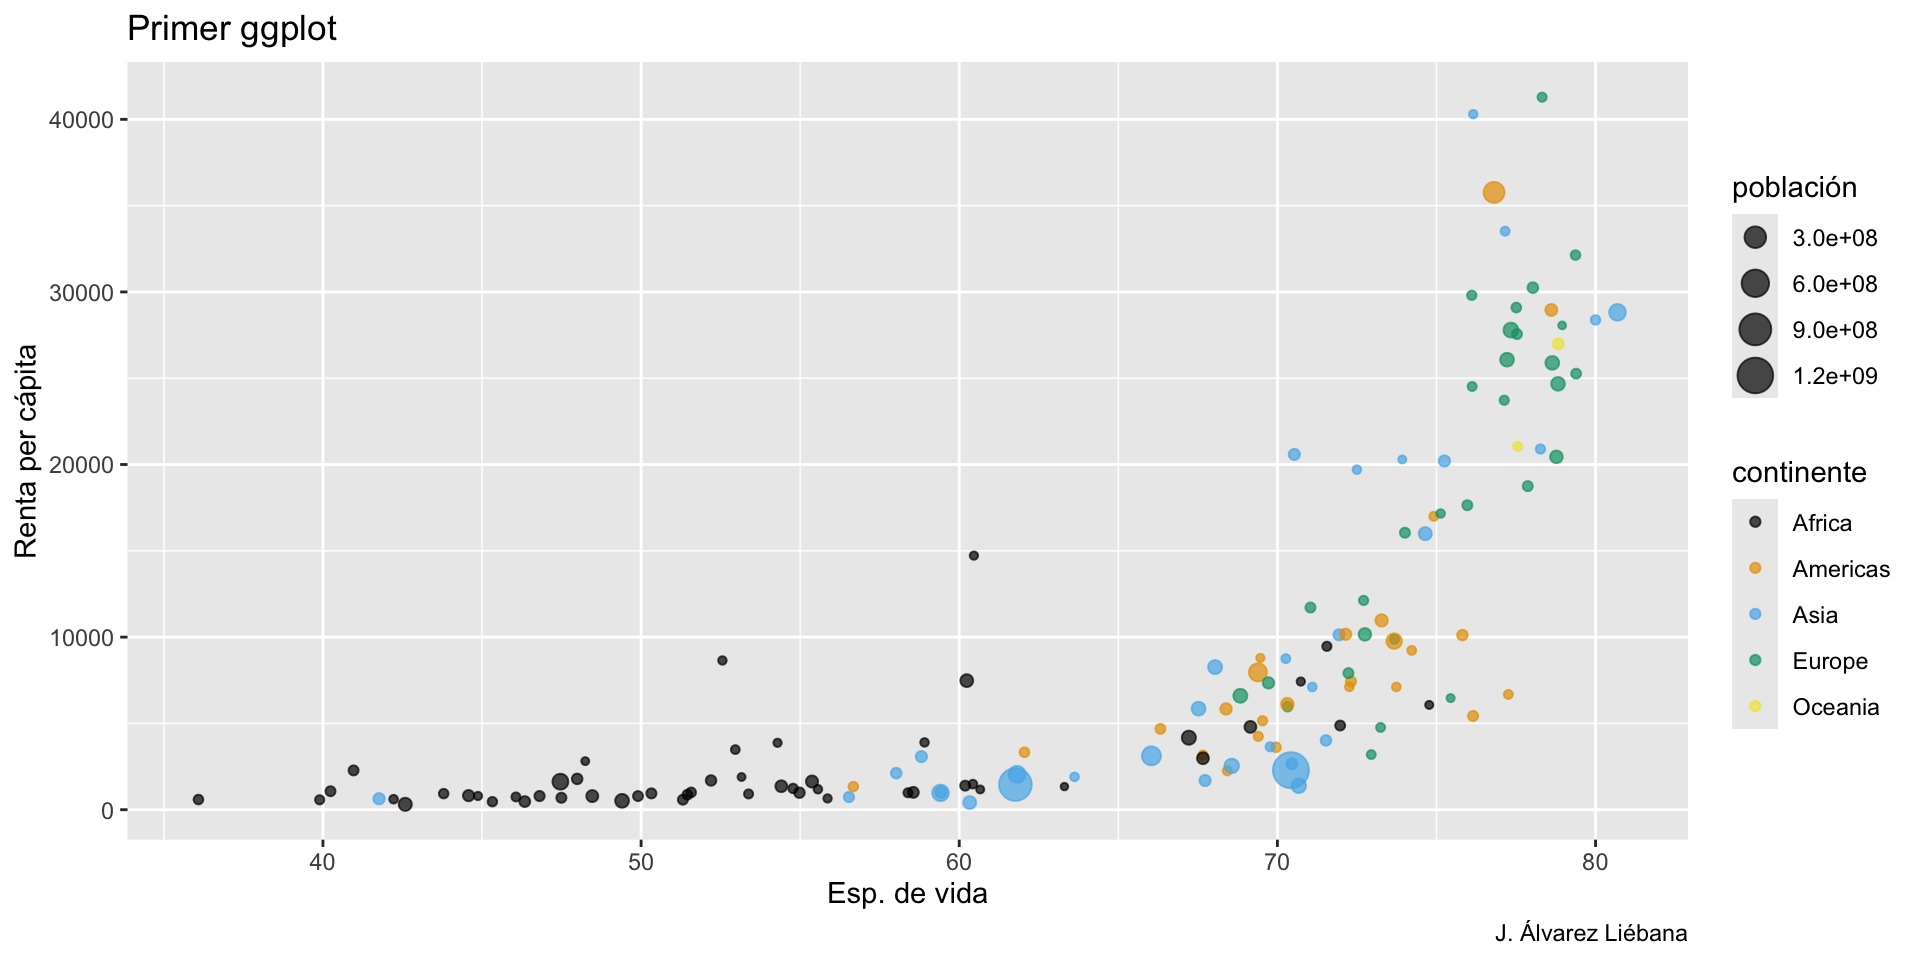 Primer ggplot
40000
30000
20000
10000
0
Renta per cápita
40
50
60
70
80
Esp. de vida
población
3.0e+08
6.0e+08
9.0e+08
1.2e+09
continente
Africa
Americas
Asia
Europe
Oceania
J. Álvarez Liébana